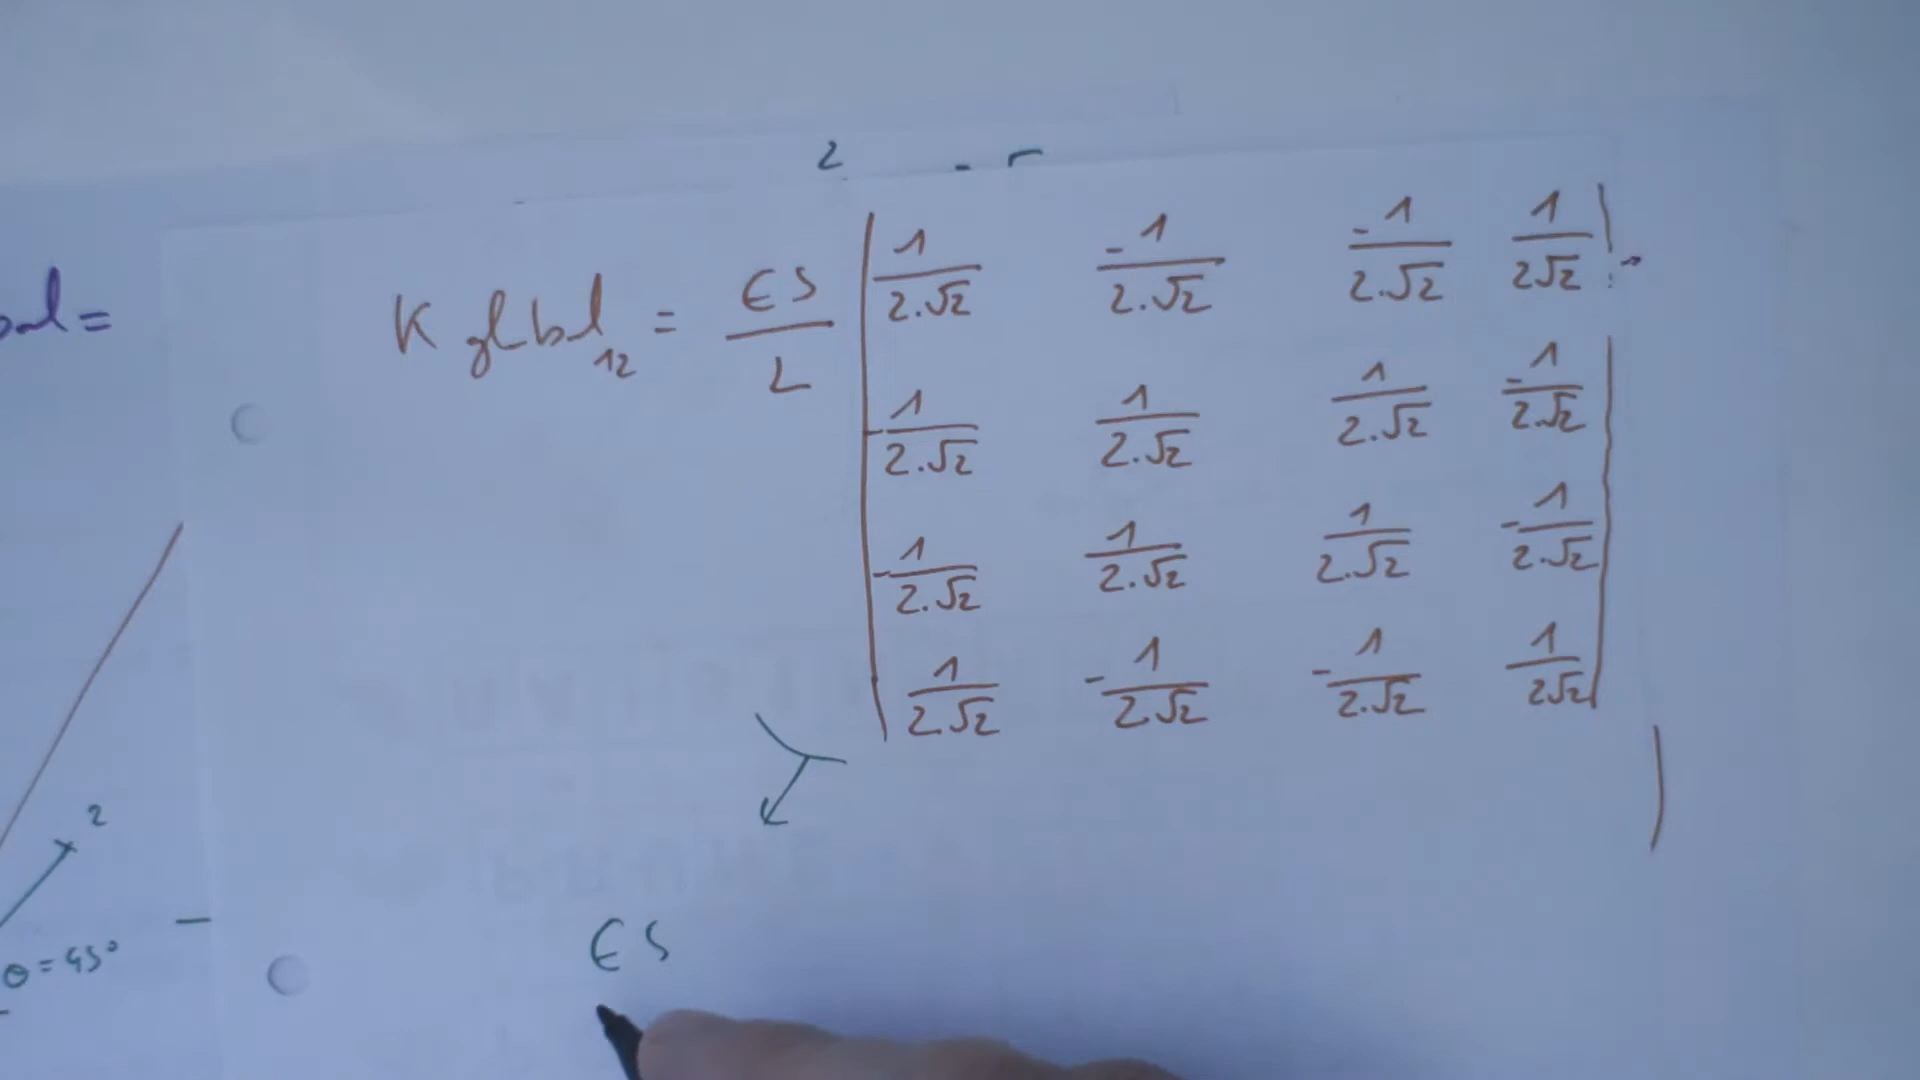 2
K glbl₁₂ = ES/L | 1/2.√2 -1/2.√2 -1/2.√2 1/2√2 |
-1/2.√2 1/2.√2 1/2.√2 -1/2.√2
-1/2.√2 1/2.√2 1/2.√2 -1/2.√2
1/2.√2 -1/2.√2 -1/2.√2 1/2√2
2
θ = 45°
ES